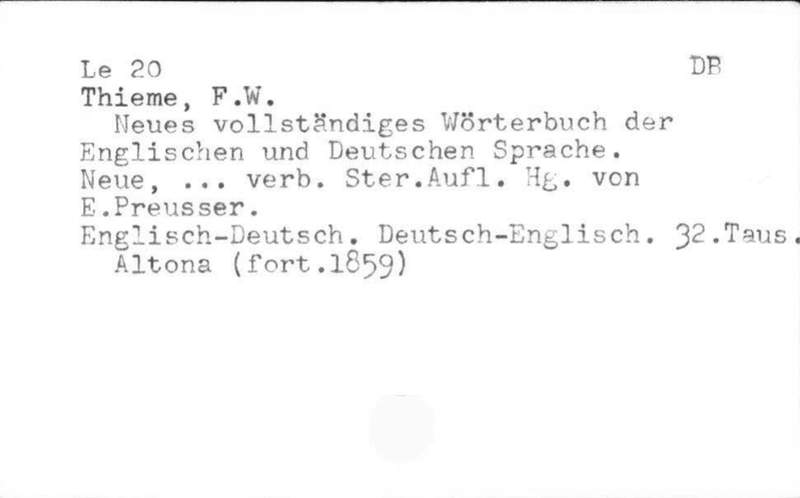 Le 20 DB
Thieme, F.W.
Neues vollständiges Wörterbuch der
Englischen und Deutschen Sprache.
Neue, ... verb. Ster.Aufl. Hg. von
E.Preusser.
Englisch-Deutsch. Deutsch-Englisch. 32.Taus.
Altona (fort.1859)